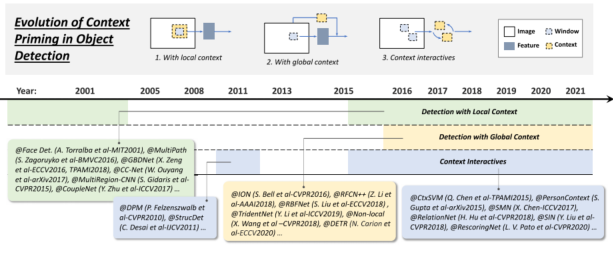 Evolution of Context
Priming in Object
Detection
1. With local context
2. With global context
3. Context interactives
Image
Window
Feature
Context
Year: 2001 2005 2008 2011 2013 2015 2016 2017 2018 2019 2020 2021
Detection with Local Context
Detection with Global Context
Context Interactives
@Face Det. (A. Torralba et al-MIT2001), @MultiPath
(S. Zagoruyko et al-BMVC2016), @GBDNet (X. Zeng
et al-ECCV2016, TPAMI2018), @CC-Net (W. Ouyang
et al-arXiv2017), @MultiRegion-CNN (S. Gidaris et al-
CVPR2015), @CoupleNet (Y. Zhu et al-ICCV2017) ...
@DPM (P. Felzenszwalb et
al-CVPR2010), @StrucDet
(C. Desai et al-IJCV2011) ...
@ION (S. Bell et al-CVPR2016), @RFCN++ (Z. Li et
al-AAAI2018), @RBFNet (S. Liu et al-ECCV2018),
@TridentNet (Y. Li et al-ICCV2019), @Non-local
(X. Wang et al –CVPR2018), @DETR (N. Carion et
al-ECCV2020) ...
@CtxSVM (Q. Chen et al-TPAMI2015), @PersonContext (S.
Gupta et al-arXiv2015), @SMN (X. Chen-ICCV2017),
@RelationNet (H. Hu et al-CVPR2018), @SIN (Y. Liu et al-
CVPR2018), @RescoringNet (L. V. Pato et al-CVPR2020) ...